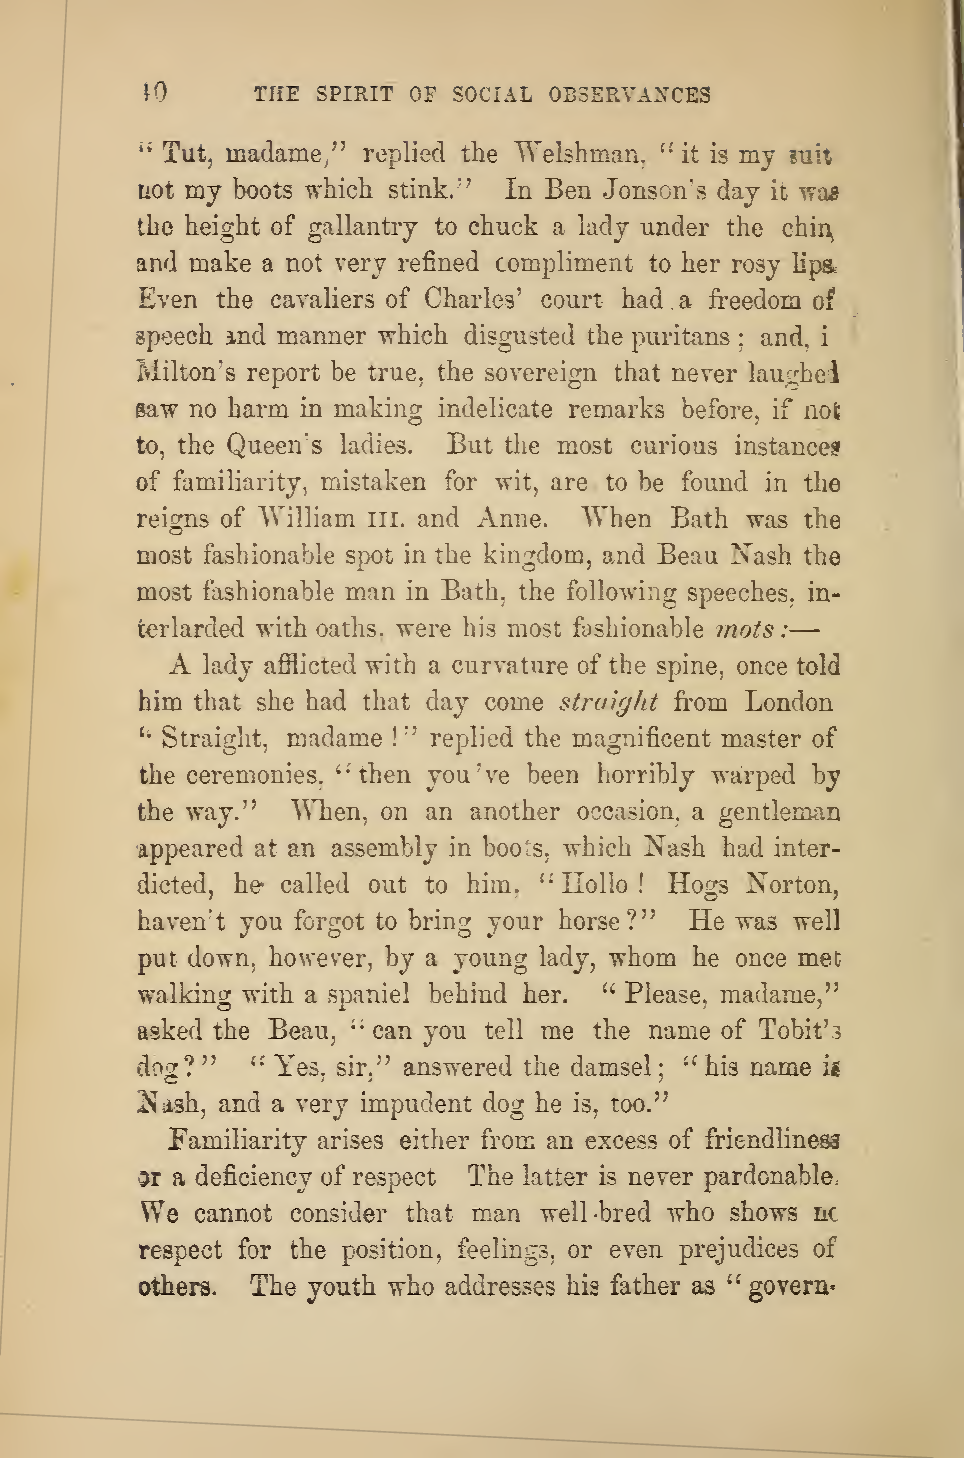 40 THE SPIRIT OF SOCIAL OBSERVANCES
“Tut, madame,” replied the Welshman, “it is my suit
not my boots which stink.” In Ben Jonson's day it was
the height of gallantry to chuck a lady under the chin,
and make a not very refined compliment to her rosy lips.
Even the cavaliers of Charles’ court had a freedom of
speech and manner which disgusted the puritans; and, i
Milton's report be true, the sovereign that never laughed
saw no harm in making indelicate remarks before, if not
to, the Queen's ladies. But the most curious instances
of familiarity, mistaken for wit, are to be found in the
reigns of William III. and Anne. When Bath was the
most fashionable spot in the kingdom, and Beau Nash the
most fashionable man in Bath, the following speeches, in-
terlarded with oaths, were his most fashionable mots:—
A lady afflicted with a curvature of the spine, once told
him that she had that day come straight from London
“Straight, madame!” replied the magnificent master of
the ceremonies, “then you've been horribly warped by
the way.” When, on an another occasion, a gentleman
appeared at an assembly in boots, which Nash had inter-
dicted, he called out to him, “Hollo! Hogs Norton,
haven't you forgot to bring your horse?” He was well
put down, however, by a young lady, whom he once met
walking with a spaniel behind her. “Please, madame,”
asked the Beau, “can you tell me the name of Tobit’s
dog?” “Yes, sir,” answered the damsel; “his name is
Nash, and a very impudent dog he is, too.”
Familiarity arises either from an excess of friendliness
or a deficiency of respect The latter is never pardonable.
We cannot consider that man well-bred who shows no
respect for the position, feelings, or even prejudices of
others. The youth who addresses his father as “govern-